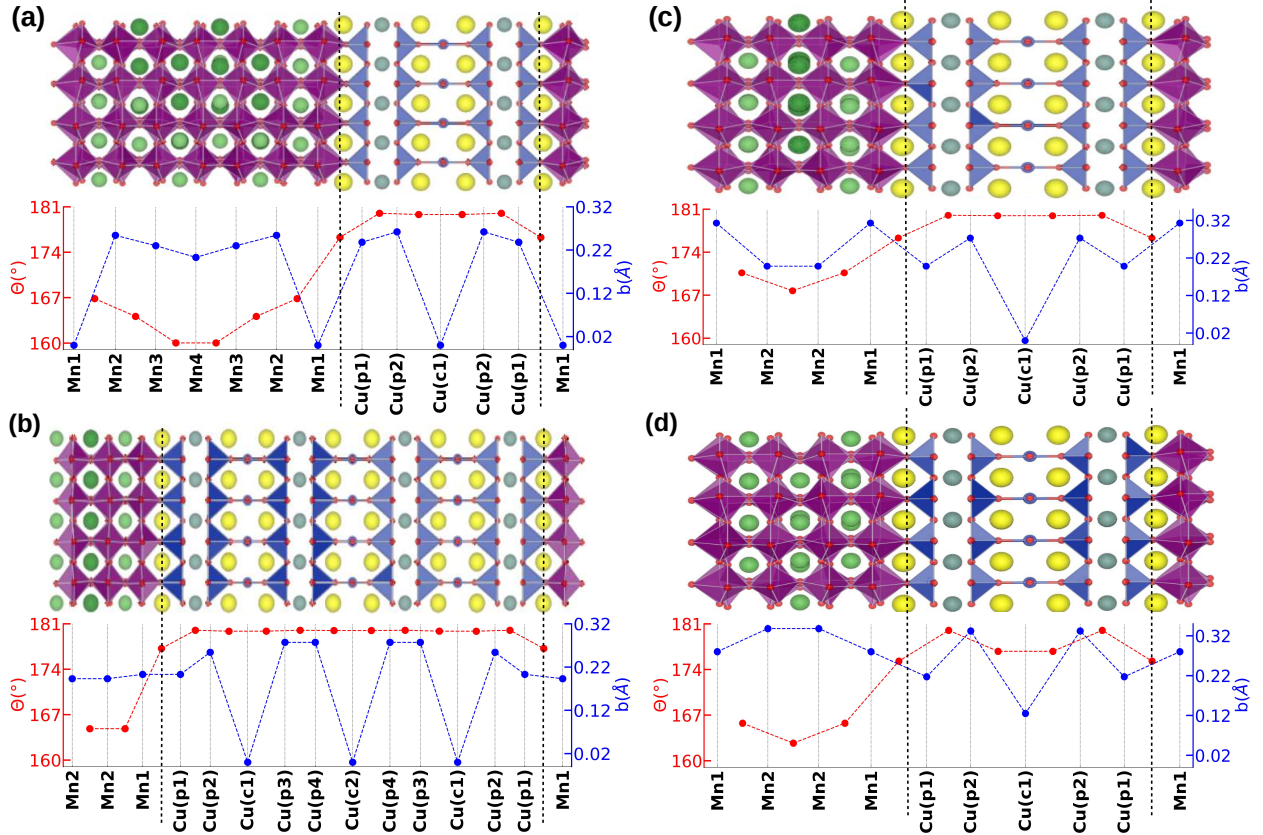 (a)
181
174
167
160
Θ(°)
0.32
0.22
0.12
0.02
b(Å)
Mn1
Mn2
Mn3
Mn4
Mn3
Mn2
Mn1
Cu(p1)
Cu(p2)
Cu(c1)
Cu(p2)
Cu(p1)
Mn1
(c)
181
174
167
160
Θ(°)
0.32
0.22
0.12
0.02
b(Å)
Mn1
Mn2
Mn2
Mn1
Cu(p1)
Cu(p2)
Cu(c1)
Cu(p2)
Cu(p1)
Mn1
(b)
181
174
167
160
Θ(°)
0.32
0.22
0.12
0.02
b(Å)
Mn2
Mn2
Mn1
Cu(p1)
Cu(p2)
Cu(c1)
Cu(p3)
Cu(p4)
Cu(c2)
Cu(p4)
Cu(p3)
Cu(c1)
Cu(p2)
Cu(p1)
Mn1
(d)
181
174
167
160
Θ(°)
0.32
0.22
0.12
0.02
b(Å)
Mn1
Mn2
Mn2
Mn1
Cu(p1)
Cu(p2)
Cu(c1)
Cu(p2)
Cu(p1)
Mn1